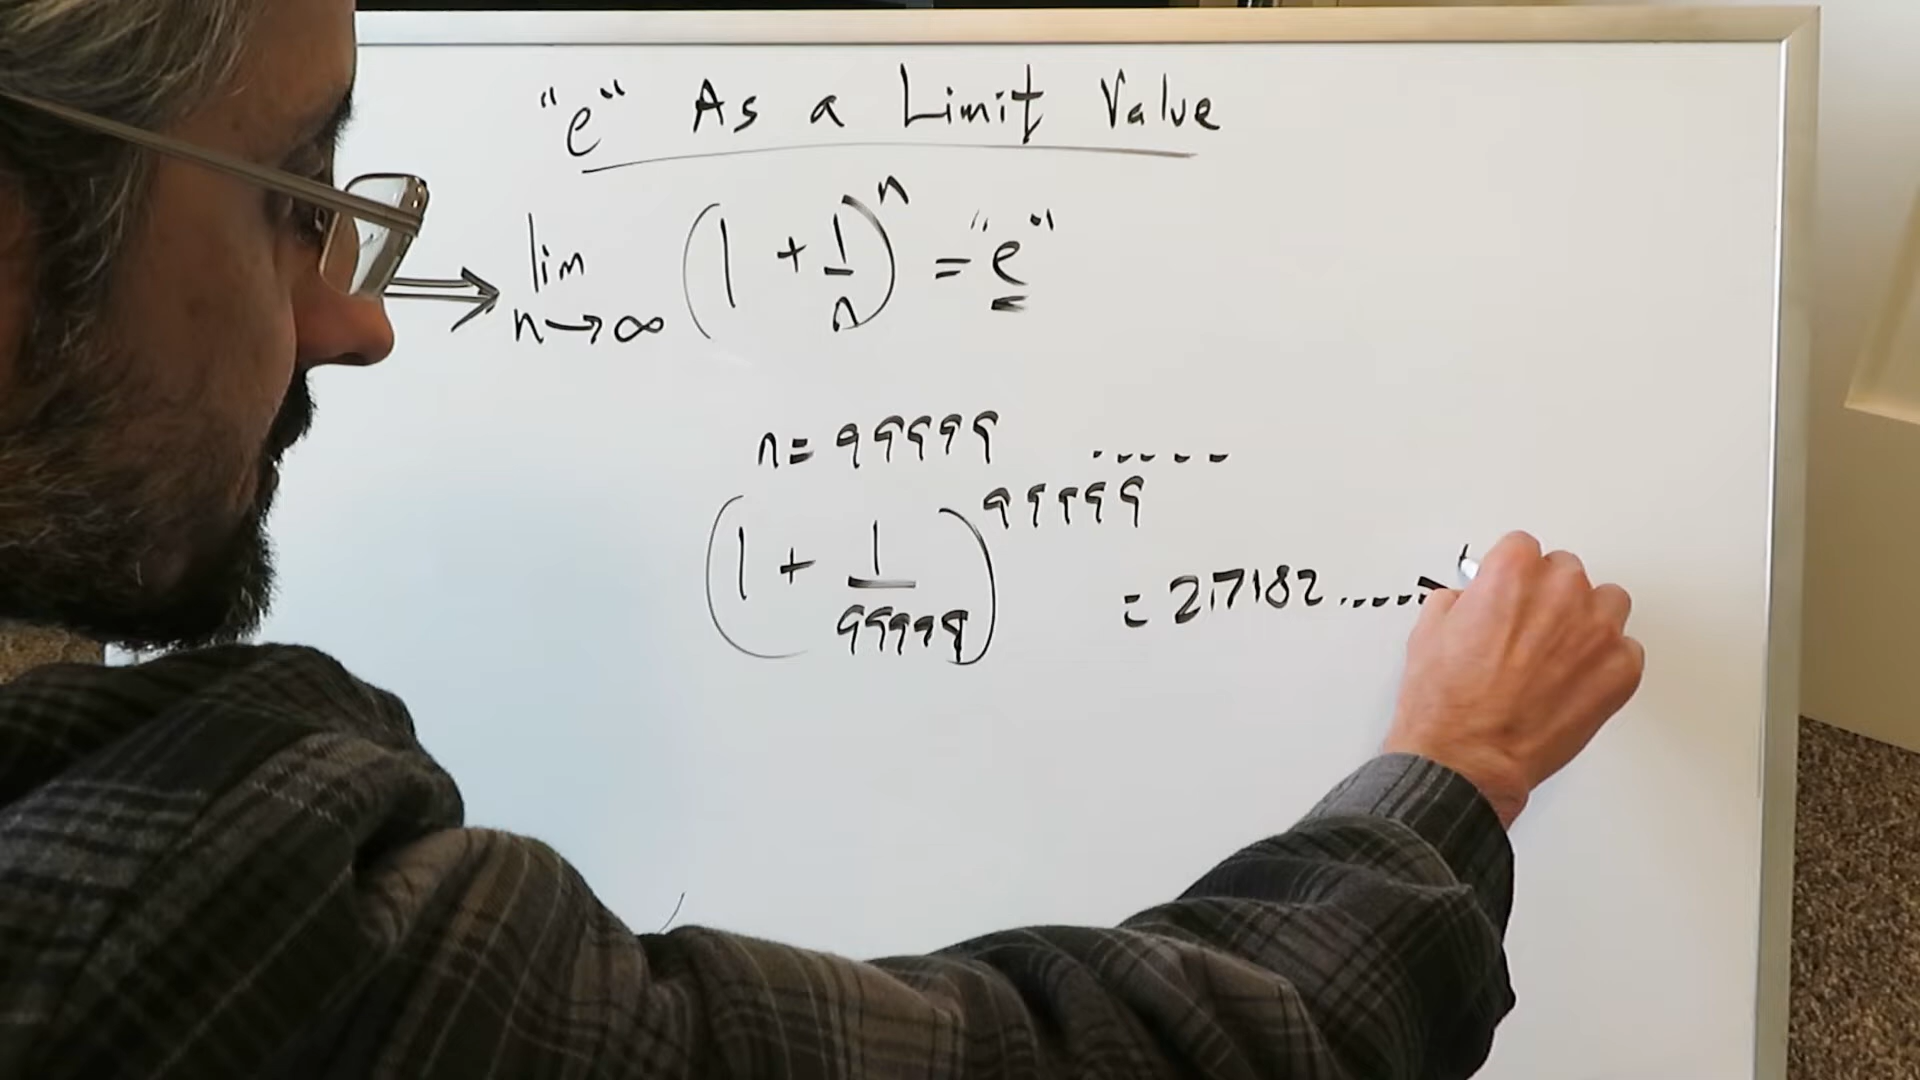 "e" As a Limit Value
lim n→∞ (1 + 1/n)^n = "e"
n = 99999 .....
(1 + 1/99999)^99999 = 2.7182.....